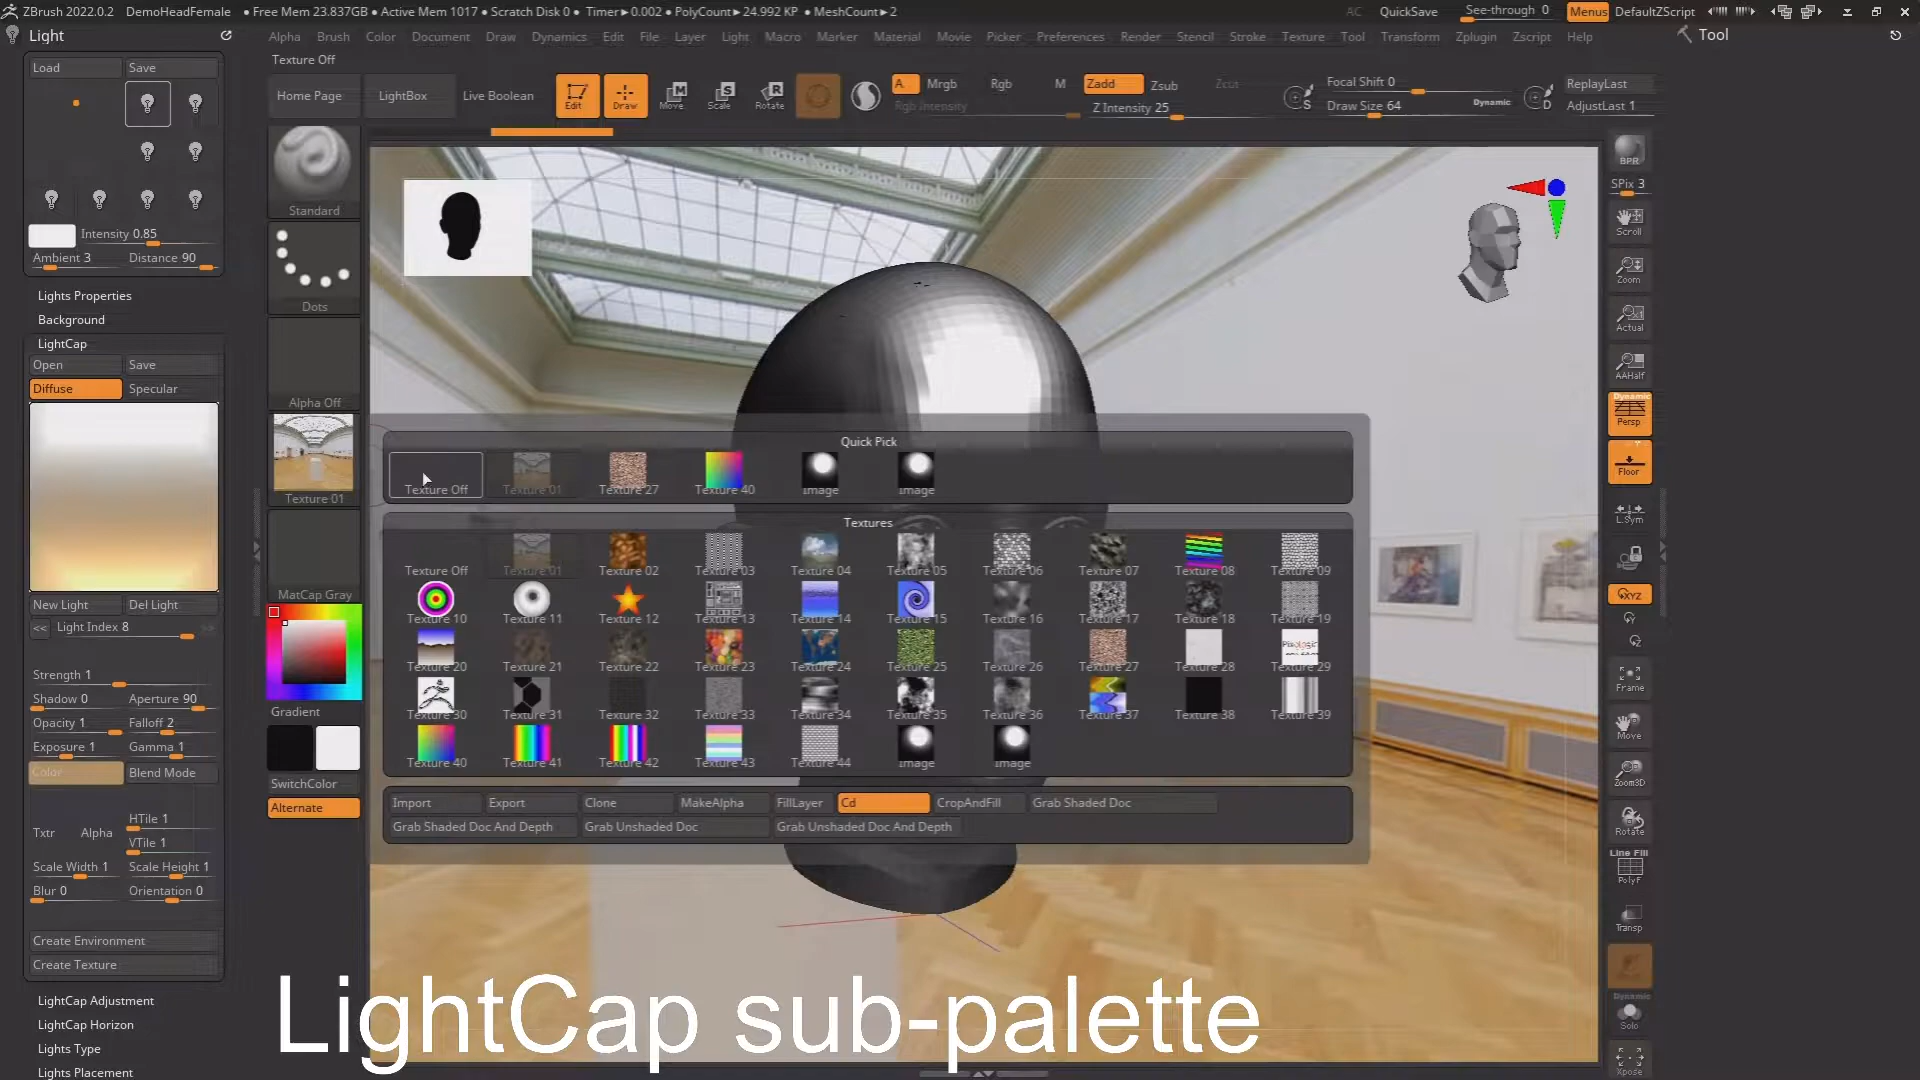 ZBrush 2022.0.2 DemoHeadFemale • Free Mem 23.837GB • Active Mem 1017 • Scratch Disk 0 • Timer▸0.002 • PolyCount▸24.992 KP • MeshCount▸2 AC QuickSave See-through 0 Menus DefaultZScript
Light
Alpha Brush Color Document Draw Dynamics Edit File Layer Light Macro Marker Material Movie Picker Preferences Render Stencil Stroke Texture Tool Transform Zplugin Zscript Help
Tool
Texture Off
Load Save
Home Page LightBox Live Boolean Edit Draw Move Scale Rotate
A Mrgb Rgb M Zadd Zsub Zcut
Rgb Intensity Z Intensity 25
S Focal Shift 0
Draw Size 64 Dynamic D
ReplayLast
AdjustLast 1
Intensity 0.85
Ambient 3 Distance 90
Lights Properties
Background
LightCap
Open Save
Diffuse Specular
New Light Del Light
<< Light Index 8 >>
Strength 1
Shadow 0 Aperture 90
Opacity 1 Falloff 2
Exposure 1 Gamma 1
Color Blend Mode
HTile 1
Txtr Alpha
VTile 1
Scale Width 1 Scale Height 1
Blur 0 Orientation 0
Create Environment
Create Texture
LightCap Adjustment
LightCap Horizon
Lights Type
Lights Placement
Standard
Dots
Alpha Off
Texture 01
MatCap Gray
Gradient
SwitchColor
Alternate
Quick Pick
Texture Off Texture 01 Texture 27 Texture 40 Image Image
Textures
Texture Off Texture 01 Texture 02 Texture 03 Texture 04 Texture 05 Texture 06 Texture 07 Texture 08 Texture 09
Texture 10 Texture 11 Texture 12 Texture 13 Texture 14 Texture 15 Texture 16 Texture 17 Texture 18 Texture 19
Texture 20 Texture 21 Texture 22 Texture 23 Texture 24 Texture 25 Texture 26 Texture 27 Texture 28 Texture 29
Texture 30 Texture 31 Texture 32 Texture 33 Texture 34 Texture 35 Texture 36 Texture 37 Texture 38 Texture 39
Texture 40 Texture 41 Texture 42 Texture 43 Texture 44 Image Image
Import Export Clone MakeAlpha FillLayer Cd CropAndFill Grab Shaded Doc
Grab Shaded Doc And Depth Grab Unshaded Doc Grab Unshaded Doc And Depth
BPR
SPix 3
Scroll
Zoom
Actual
AAHalf
Dynamic
Persp
Floor
L.Sym
XYZ
Frame
Move
Zoom3D
Rotate
Line Fill
PolyF
Transp
Dynamic
Solo
Xpose
LightCap sub-palette